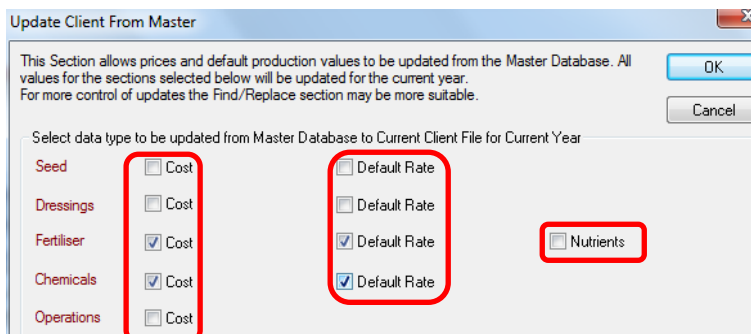 Update Client From Master
This Section allows prices and default production values to be updated from the Master Database. All
values for the sections selected below will be updated for the current year.
For more control of updates the Find/Replace section may be more suitable.
OK
Cancel
Select data type to be updated from Master Database to Current Client File for Current Year
Seed Cost Default Rate
Dressings Cost Default Rate
Fertiliser Cost Default Rate Nutrients
Chemicals Cost Default Rate
Operations Cost